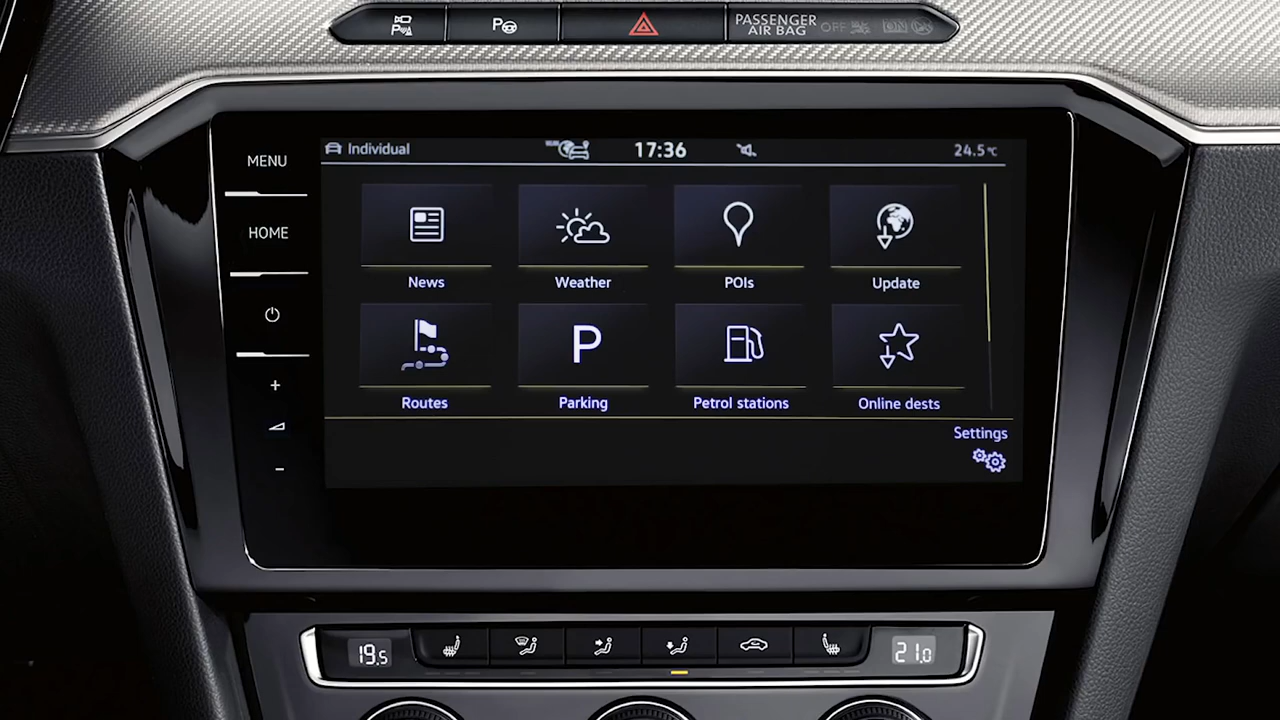 P
P
PASSENGER
AIR BAG OFF ON
MENU
Individual
17:36
24.5°C
HOME
News
Weather
POIs
Update
P
Routes
Parking
Petrol stations
Online dests
+
Settings
−
19.5
21.0